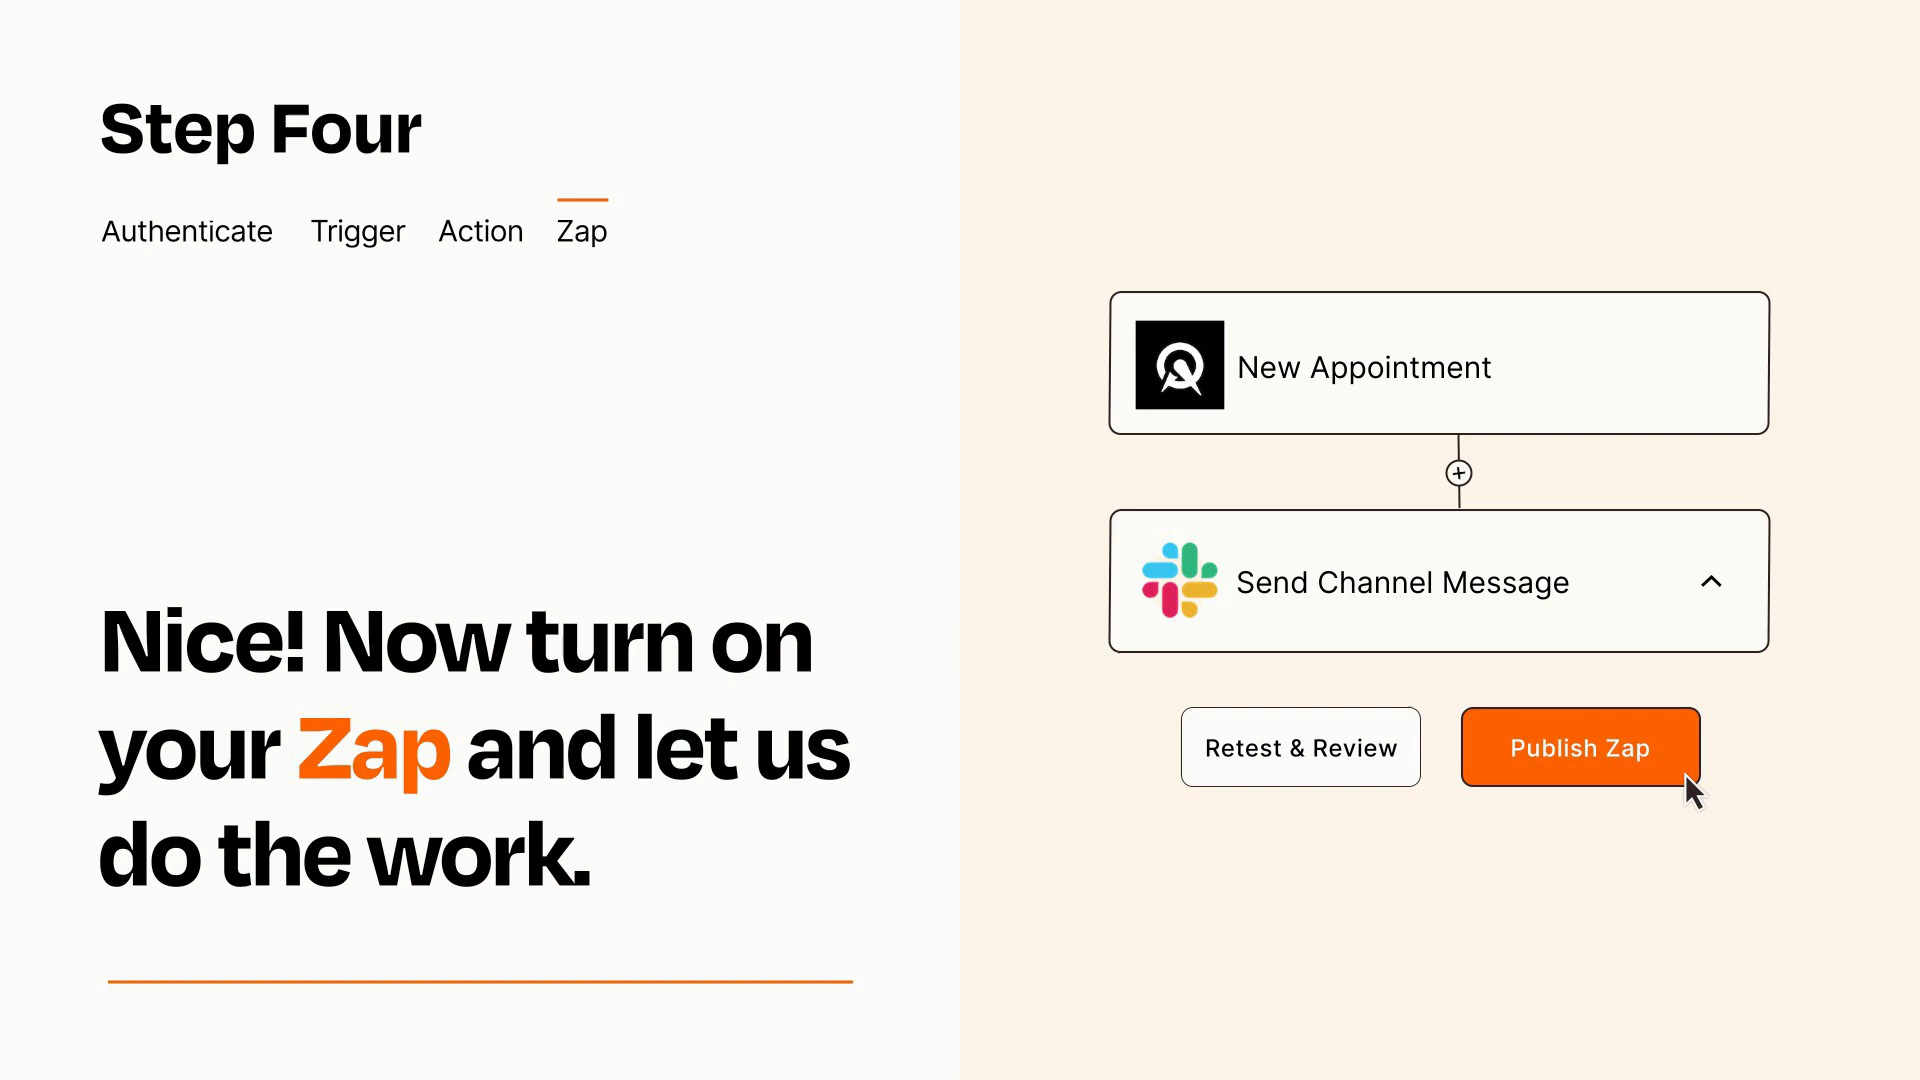 Step Four
Authenticate Trigger Action Zap
Nice! Now turn on
your Zap and let us
do the work.
New Appointment
Send Channel Message
Retest & Review
Publish Zap